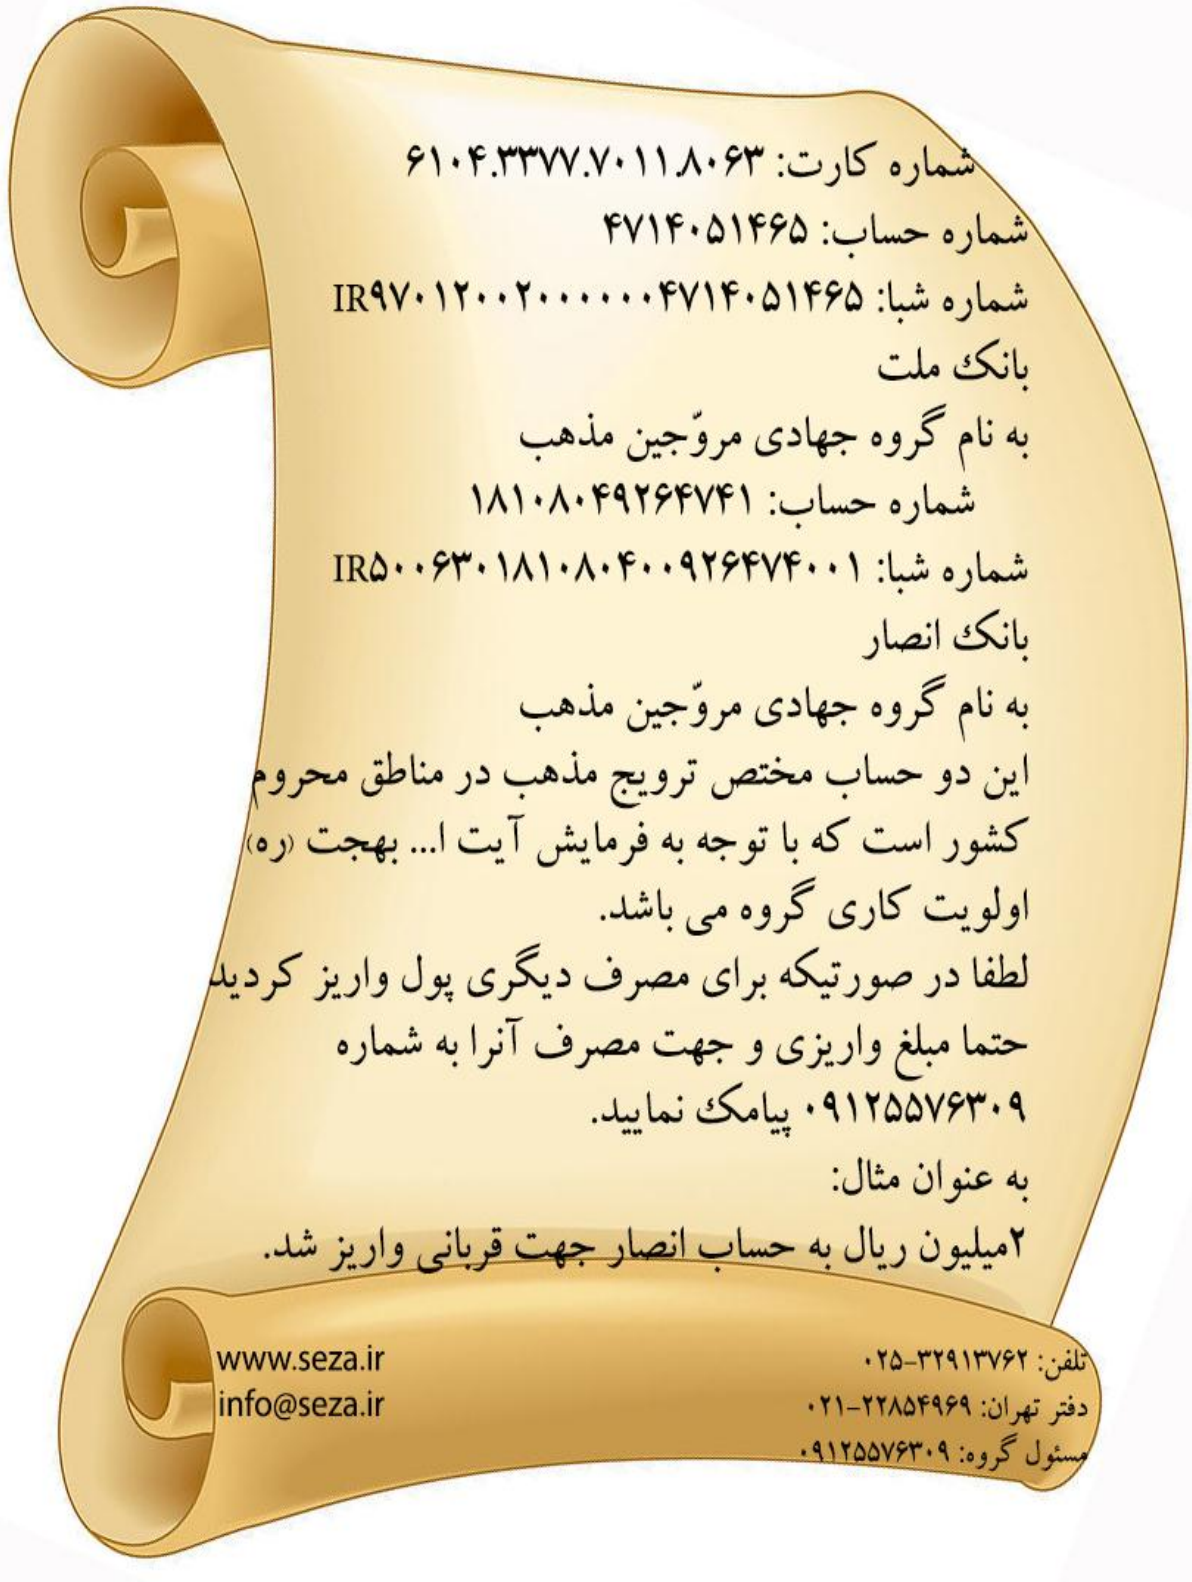 شماره کارت: ۶۱۰۴.۳۳۷۷.۷۰۱۱.۸۰۶۳
شماره حساب: ۴۷۱۴۰۵۱۴۶۵
شماره شبا: IR۹۷۰۱۲۰۰۲۰۰۰۰۰۰۴۷۱۴۰۵۱۴۶۵
بانک ملت
به نام گروه جهادی مروّجین مذهب
شماره حساب: ۱۸۱۰۸۰۴۹۲۶۴۷۴۱
شماره شبا: IR۵۰۰۶۳۰۱۸۱۰۸۰۴۰۰۹۲۶۴۷۴۰۰۱
بانک انصار
به نام گروه جهادی مروّجین مذهب
این دو حساب مختص ترویج مذهب در مناطق محروم
کشور است که با توجه به فرمایش آیت ا... بهجت (ره)
اولویت کاری گروه می باشد.
لطفا در صورتیکه برای مصرف دیگری پول واریز کردید
حتما مبلغ واریزی و جهت مصرف آنرا به شماره
۰۹۱۲۵۵۷۶۳۰۹ پیامک نمایید.
به عنوان مثال:
۲میلیون ریال به حساب انصار جهت قربانی واریز شد.
تلفن: ۳۲۹۱۳۷۶۲-۰۲۵
دفتر تهران: ۲۲۸۵۴۹۶۹-۰۲۱
مسئول گروه: ۰۹۱۲۵۵۷۶۳۰۹
www.seza.ir
info@seza.ir